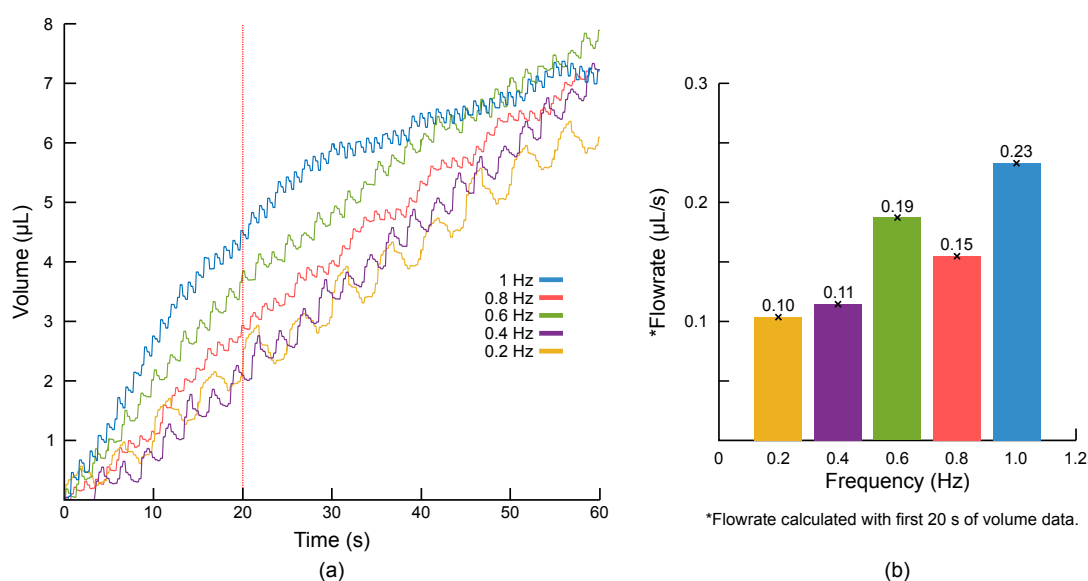 8
7
6
5
4
3
2
1
Volume (µL)
0
10
20
30
40
50
60
Time (s)
1 Hz
0.8 Hz
0.6 Hz
0.4 Hz
0.2 Hz
(a)
0.3
0.2
0.1
*Flowrate (µL/s)
0.10
0.11
0.19
0.15
0.23
0
0.2
0.4
0.6
0.8
1.0
1.2
Frequency (Hz)
*Flowrate calculated with first 20 s of volume data.
(b)